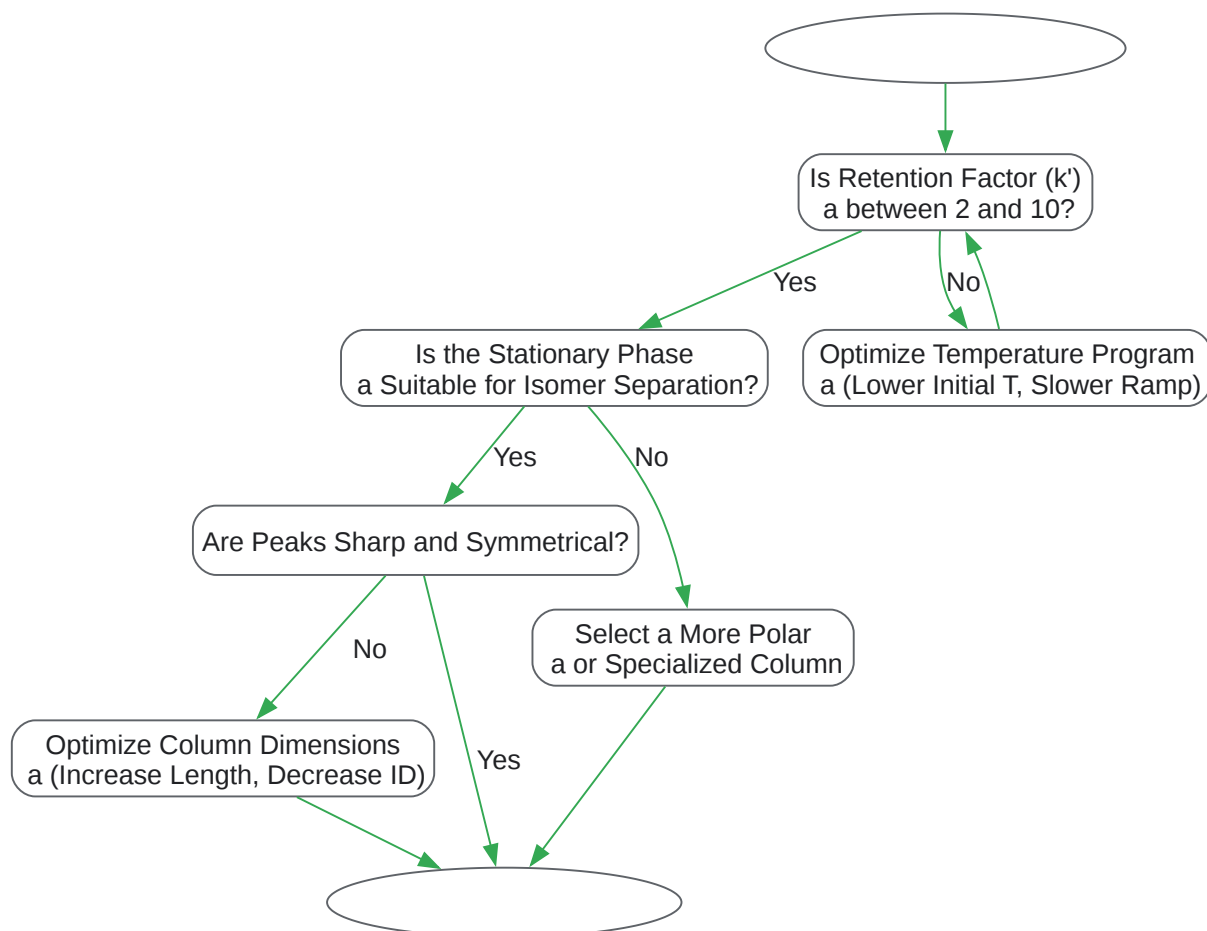 Is Retention Factor (k')
a between 2 and 10?
Yes
No
Is the Stationary Phase
a Suitable for Isomer Separation?
Optimize Temperature Program
a (Lower Initial T, Slower Ramp)
Yes
No
Are Peaks Sharp and Symmetrical?
Select a More Polar
a or Specialized Column
No
Yes
Optimize Column Dimensions
a (Increase Length, Decrease ID)